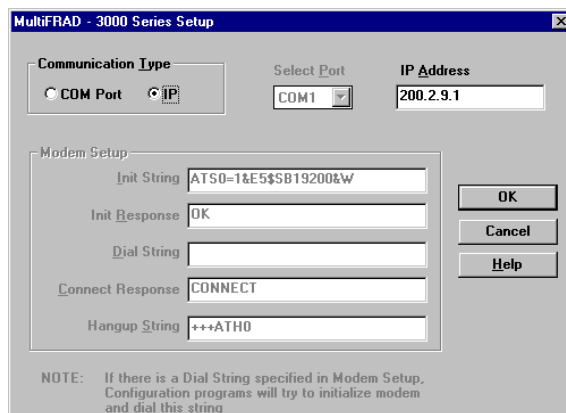 MultiFRAD - 3000 Series Setup
Communication Type
COM Port
IP
Select Port
COM1
IP Address
200.2.9.1
Modem Setup
Init String
ATS0=1&E5$SB19200&W
Init Response
OK
Dial String
Connect Response
CONNECT
Hangup String
+++ATH0
OK
Cancel
Help
NOTE: If there is a Dial String specified in Modem Setup,
Configuration programs will try to initialize modem
and dial this string